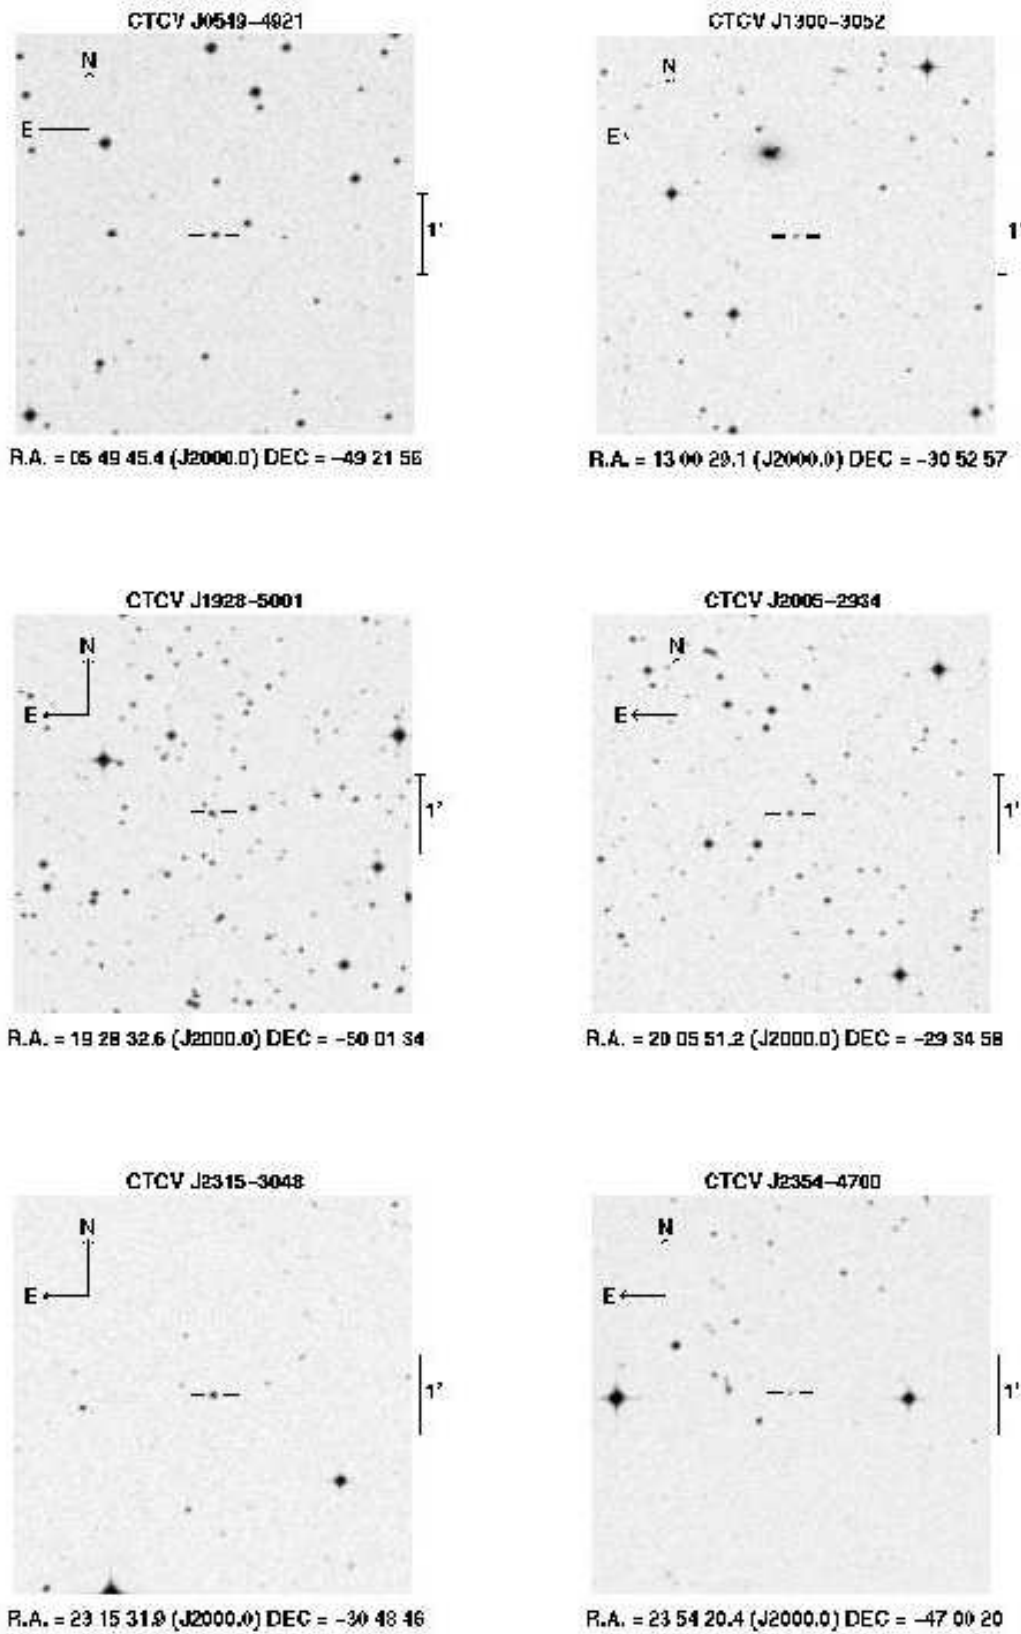 CTCV J0549-4921
N
E
1'
R.A. = 05 49 45.4 (J2000.0) DEC = -49 21 56
CTCV J1300-3052
N
E
1'
R.A. = 13 00 29.1 (J2000.0) DEC = -30 52 57
CTCV J1928-5001
N
E
1'
R.A. = 19 28 32.6 (J2000.0) DEC = -50 01 34
CTCV J2005-2934
N
E
1'
R.A. = 20 05 51.2 (J2000.0) DEC = -29 34 58
CTCV J2315-3048
N
E
1'
R.A. = 23 15 31.9 (J2000.0) DEC = -30 48 46
CTCV J2354-4700
N
E
1'
R.A. = 23 54 20.4 (J2000.0) DEC = -47 00 20